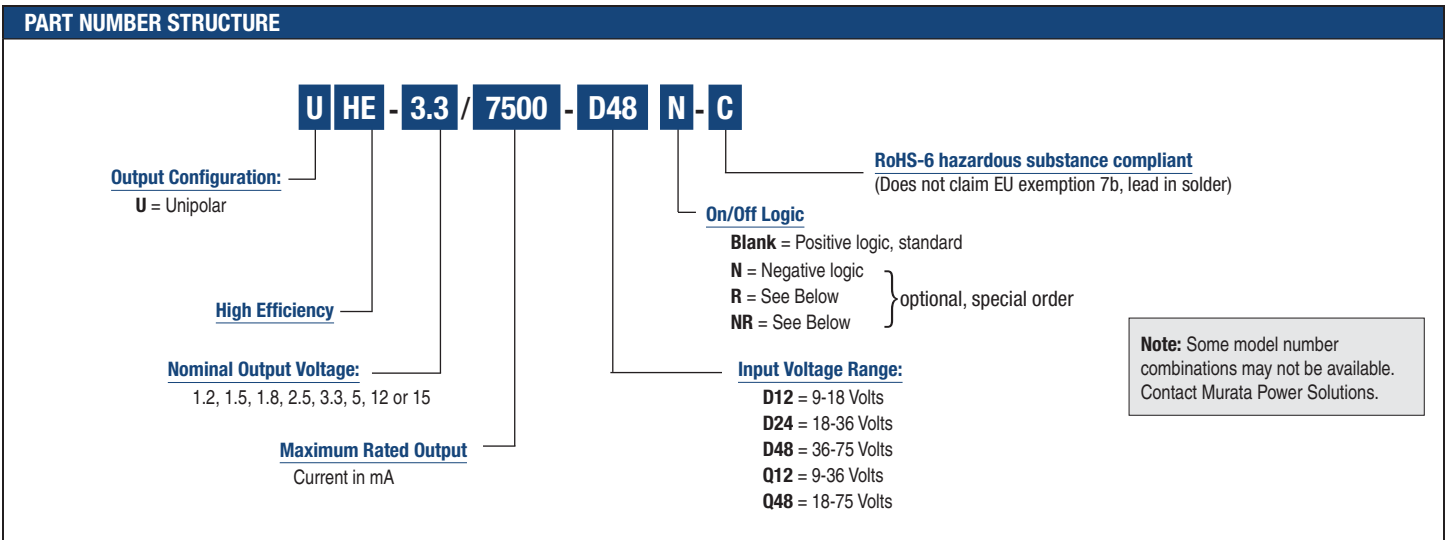 PART NUMBER STRUCTURE
U HE - 3.3 / 7500 - D48 N - C
RoHS-6 hazardous substance compliant
(Does not claim EU exemption 7b, lead in solder)
Output Configuration:
U = Unipolar
On/Off Logic
Blank = Positive logic, standard
N = Negative logic
R = See Below
NR = See Below
optional, special order
High Efficiency
Note: Some model number
combinations may not be available.
Contact Murata Power Solutions.
Nominal Output Voltage:
1.2, 1.5, 1.8, 2.5, 3.3, 5, 12 or 15
Input Voltage Range:
D12 = 9-18 Volts
D24 = 18-36 Volts
D48 = 36-75 Volts
Q12 = 9-36 Volts
Q48 = 18-75 Volts
Maximum Rated Output
Current in mA